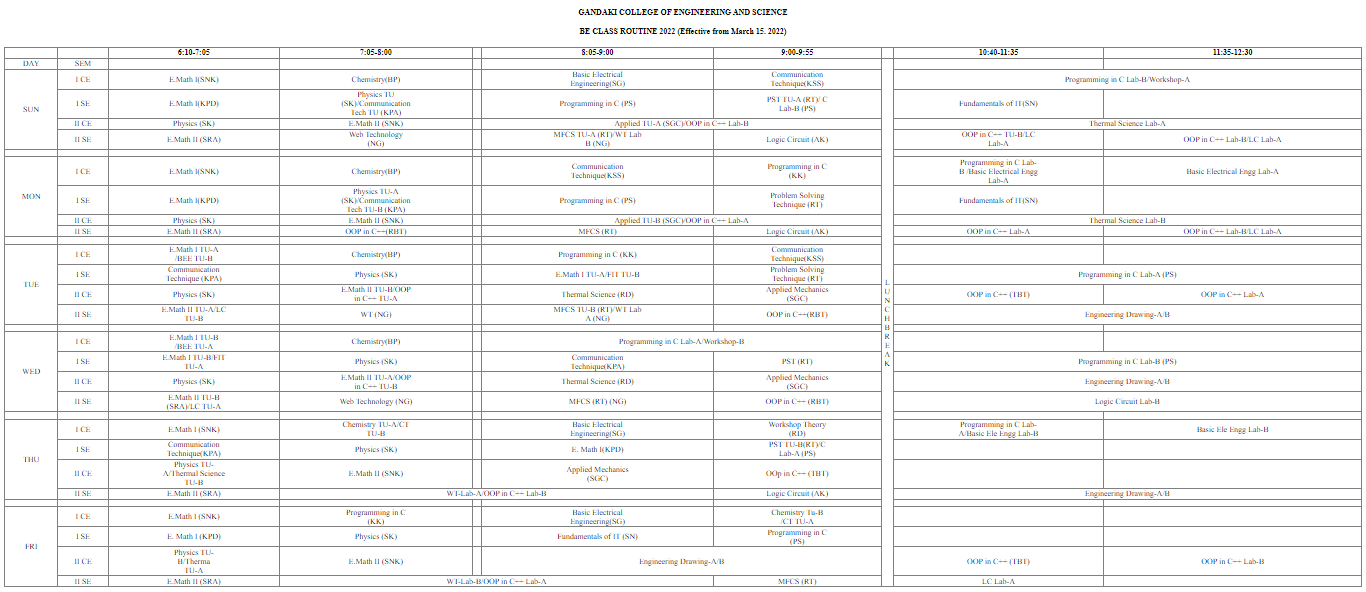 GANDAKI COLLEGE OF ENGINEERING AND SCIENCE
BE CLASS ROUTINE 2022 (Effective from March 15. 2022)
6:10-7:05 7:05-8:00 8:05-9:00 9:00-9:55 10:40-11:35 11:35-12:30
DAY SEM
SUN
I CE E.Math I(SNK) Chemistry(BP) Basic Electrical Engineering(SG) Communication Technique(KSS) Programming in C Lab-B/Workshop-A
I SE E.Math I(KPD) Physics TU (SK)/Communication Tech TU (KPA) Programming in C (PS) PST TU-A (RT)/ C Lab-B (PS) Fundamentals of IT(SN)
II CE Physics (SK) E.Math II (SNK) Applied TU-A (SGC)/OOP in C++ Lab-B Thermal Science Lab-A
II SE E.Math II (SRA) Web Technology (NG) MFCS TU-A (RT)/WT Lab B (NG) Logic Circuit (AK) OOP in C++ TU-B/LC Lab-A OOP in C++ Lab-B/LC Lab-A
MON
I CE E.Math I(SNK) Chemistry(BP) Communication Technique(KSS) Programming in C (KK) Programming in C Lab-B /Basic Electrical Engg Lab-A Basic Electrical Engg Lab-A
I SE E.Math I(KPD) Physics TU-A (SK)/Communication Tech TU-B (KPA) Programming in C (PS) Problem Solving Technique (RT) Fundamentals of IT(SN)
II CE Physics (SK) E.Math II (SNK) Applied TU-B (SGC)/OOP in C++ Lab-A Thermal Science Lab-B
II SE E.Math II (SRA) OOP in C++(RBT) MFCS (RT) Logic Circuit (AK) OOP in C++ Lab-A OOP in C++ Lab-B/LC Lab-A
TUE
I CE E.Math I TU-A /BEE TU-B Chemistry(BP) Programming in C (KK) Communication Technique(KSS)
I SE Communication Technique (KPA) Physics (SK) E.Math I TU-A/FIT TU-B Problem Solving Technique (RT) Programming in C Lab-A (PS)
II CE Physics (SK) E.Math II TU-B/OOP in C++ TU-A Thermal Science (RD) Applied Mechanics (SGC) OOP in C++ (TBT) OOP in C++ Lab-A
II SE E.Math II TU-A/LC TU-B WT (NG) MFCS TU-B (RT)/WT Lab A (NG) OOP in C++(RBT) Engineering Drawing-A/B
LUNCH BREAK
WED
I CE E.Math I TU-B /BEE TU-A Chemistry(BP) Programming in C Lab-A/Workshop-B
I SE E.Math I TU-B/FIT TU-A Physics (SK) Communication Technique(KPA) PST (RT) Programming in C Lab-B (PS)
II CE Physics (SK) E.Math II TU-A/OOP in C++ TU-B Thermal Science (RD) Applied Mechanics (SGC) Engineering Drawing-A/B
II SE E.Math II TU-B (SRA)/LC TU-A Web Technology (NG) MFCS (RT) (NG) OOP in C++ (RBT) Logic Circuit Lab-B
THU
I CE E.Math I (SNK) Chemistry TU-A/CT TU-B Basic Electrical Engineering(SG) Workshop Theory (RD) Programming in C Lab-A/Basic Ele Engg Lab-B Basic Ele Engg Lab-B
I SE Communication Technique(KPA) Physics (SK) E. Math I(KPD) PST TU-B(RT)/C Lab-A (PS)
II CE Physics TU-A/Thermal Science TU-B E.Math II (SNK) Applied Mechanics (SGC) OOp in C++ (TBT)
II SE E.Math II (SRA) WT-Lab-A/OOP in C++ Lab-B Logic Circuit (AK) Engineering Drawing-A/B
FRI
I CE E.Math I (SNK) Programming in C (KK) Basic Electrical Engineering(SG) Chemistry Tu-B /CT TU-A
I SE E. Math I (KPD) Physics (SK) Fundamentals of IT (SN) Programming in C (PS)
II CE Physics TU-B/Therma TU-A E.Math II (SNK) Engineering Drawing-A/B OOP in C++ (TBT) OOP in C++ Lab-B
II SE E.Math II (SRA) WT-Lab-B/OOP in C++ Lab-A MFCS (RT) LC Lab-A